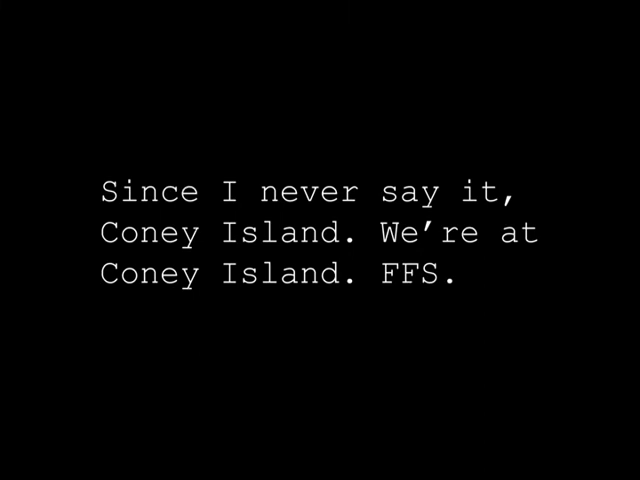 Since I never say it,
Coney Island. We’re at
Coney Island. FFS.